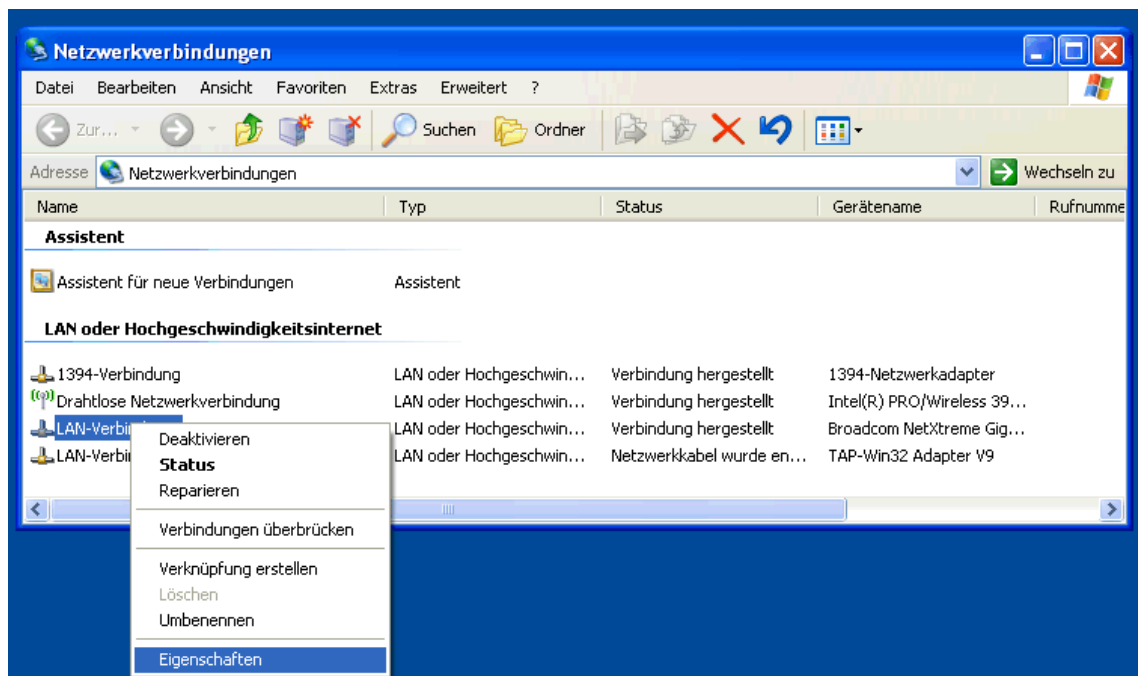 Netzwerkverbindungen
Datei Bearbeiten Ansicht Favoriten Extras Erweitert ?
Zur... Suchen Ordner
Adresse Netzwerkverbindungen Wechseln zu
Name Typ Status Gerätename Rufnumme
Assistent
Assistent für neue Verbindungen Assistent
LAN oder Hochgeschwindigkeitsinternet
1394-Verbindung LAN oder Hochgeschwin... Verbindung hergestellt 1394-Netzwerkadapter
Drahtlose Netzwerkverbindung LAN oder Hochgeschwin... Verbindung hergestellt Intel(R) PRO/Wireless 39...
LAN-Verbin LAN oder Hochgeschwin... Verbindung hergestellt Broadcom NetXtreme Gig...
LAN-Verbin LAN oder Hochgeschwin... Netzwerkkabel wurde en... TAP-Win32 Adapter V9
Deaktivieren
Status
Reparieren
Verbindungen überbrücken
Verknüpfung erstellen
Löschen
Umbenennen
Eigenschaften